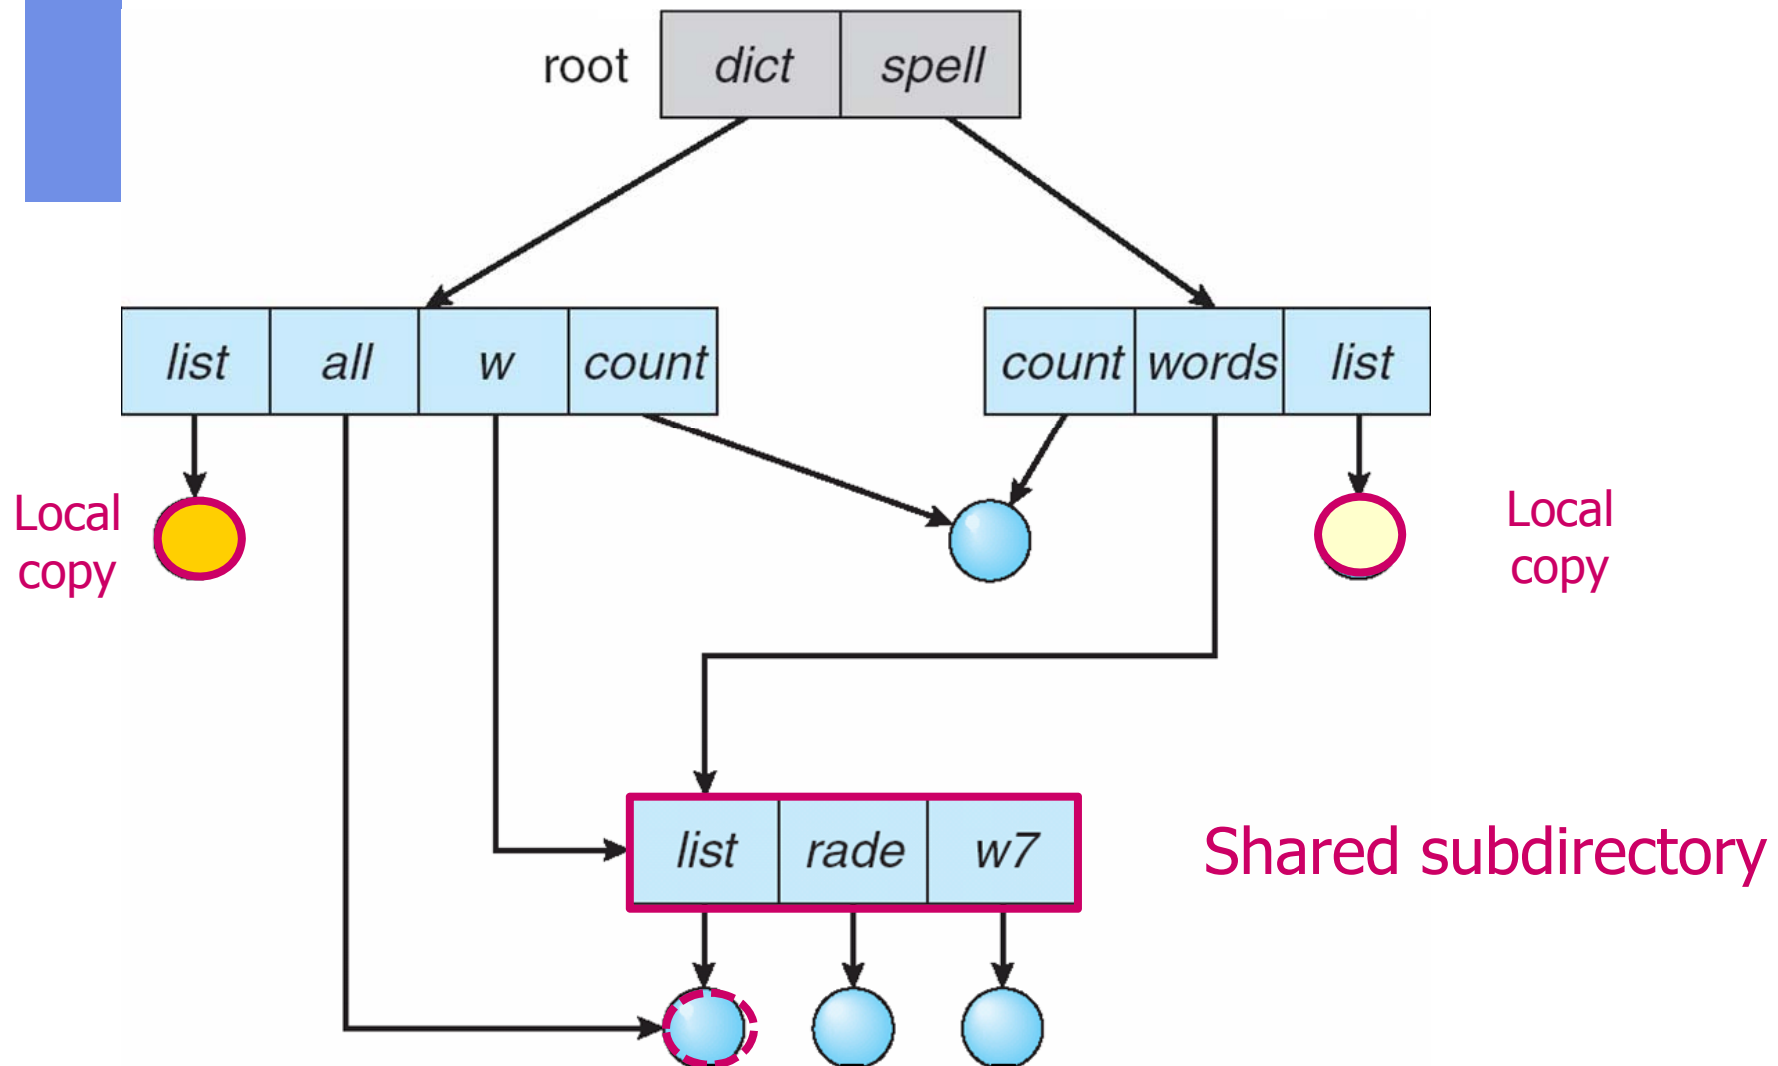 root dict spell
list all w count count words list
Local
copy
Local
copy
list rade w7
Shared subdirectory